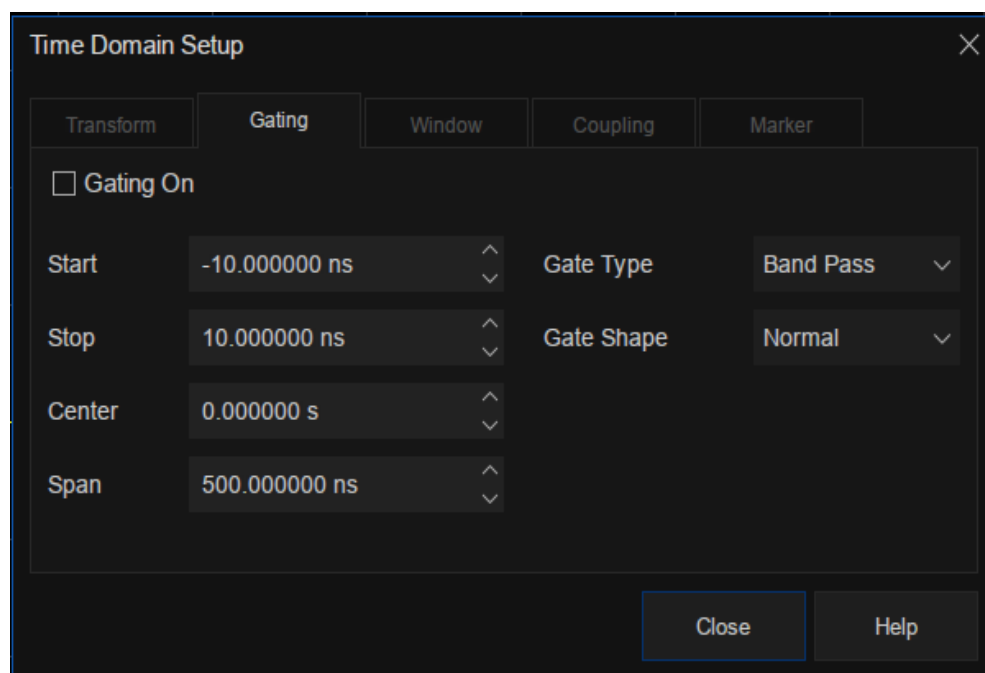 Time Domain Setup
Transform Gating Window Coupling Marker
Gating On
Start -10.000000 ns Gate Type Band Pass
Stop 10.000000 ns Gate Shape Normal
Center 0.000000 s
Span 500.000000 ns
Close Help